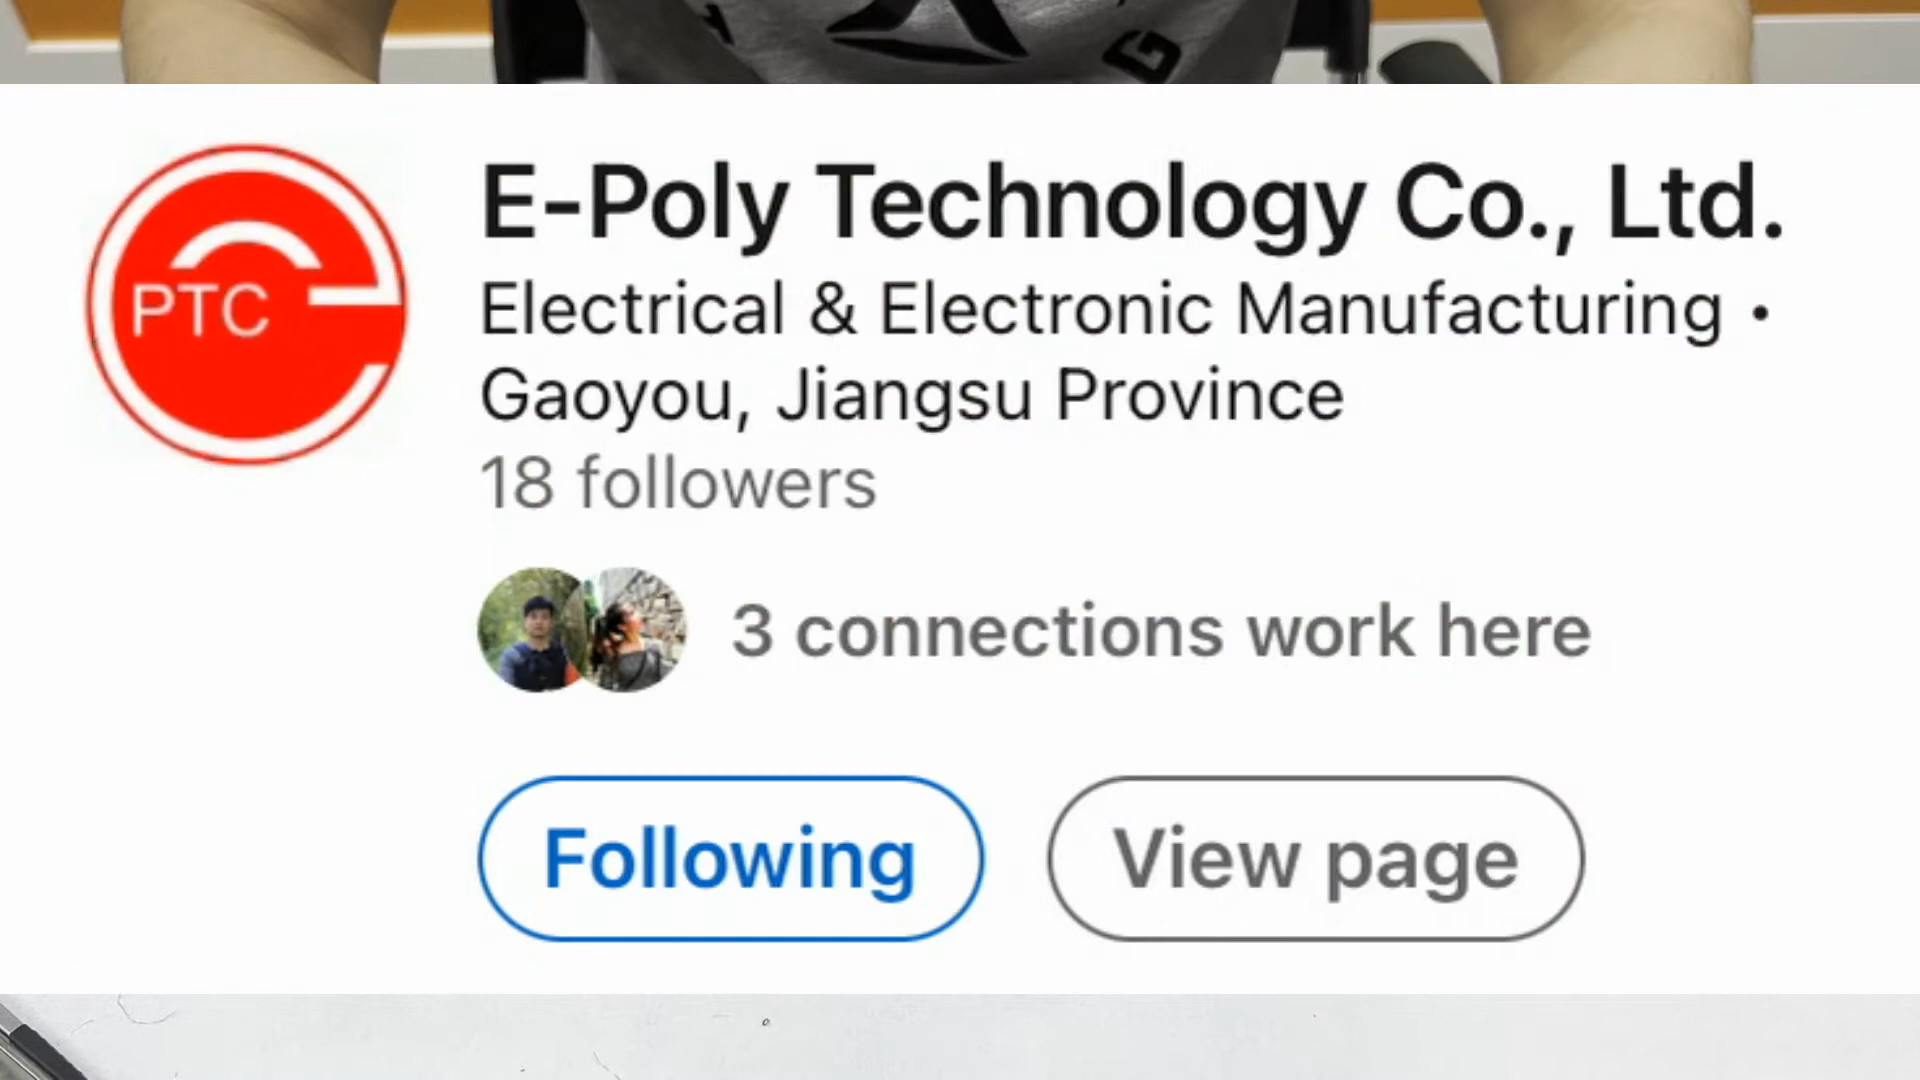 G
PTC
E-Poly Technology Co., Ltd.
Electrical & Electronic Manufacturing •
Gaoyou, Jiangsu Province
18 followers
3 connections work here
Following
View page